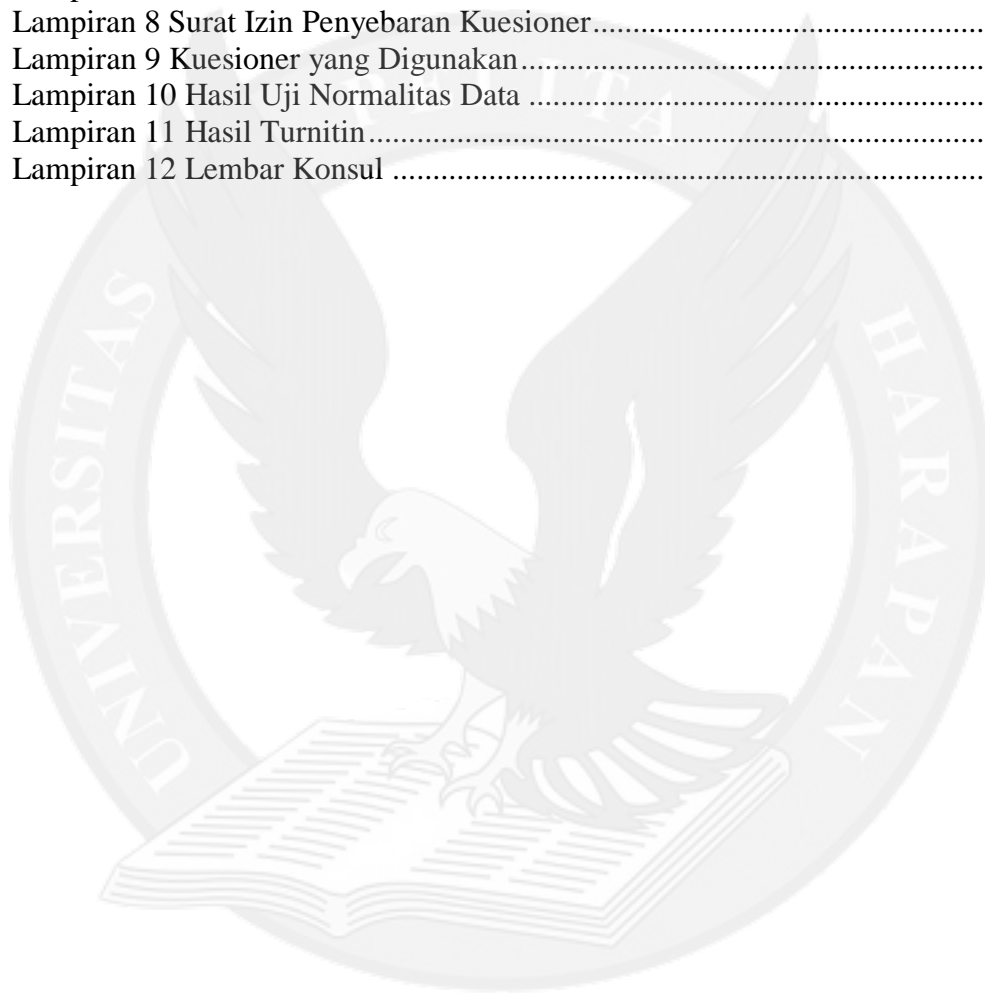 Lampiran 8 Surat Izin Penyebaran Kuesioner....................................................
Lampiran 9 Kuesioner yang Digunakan..............................................................
Lampiran 10 Hasil Uji Normalitas Data .............................................................
Lampiran 11 Hasil Turnitin..................................................................................
Lampiran 12 Lembar Konsul ...............................................................................
UNIVERSITAS PELITA HARAPAN